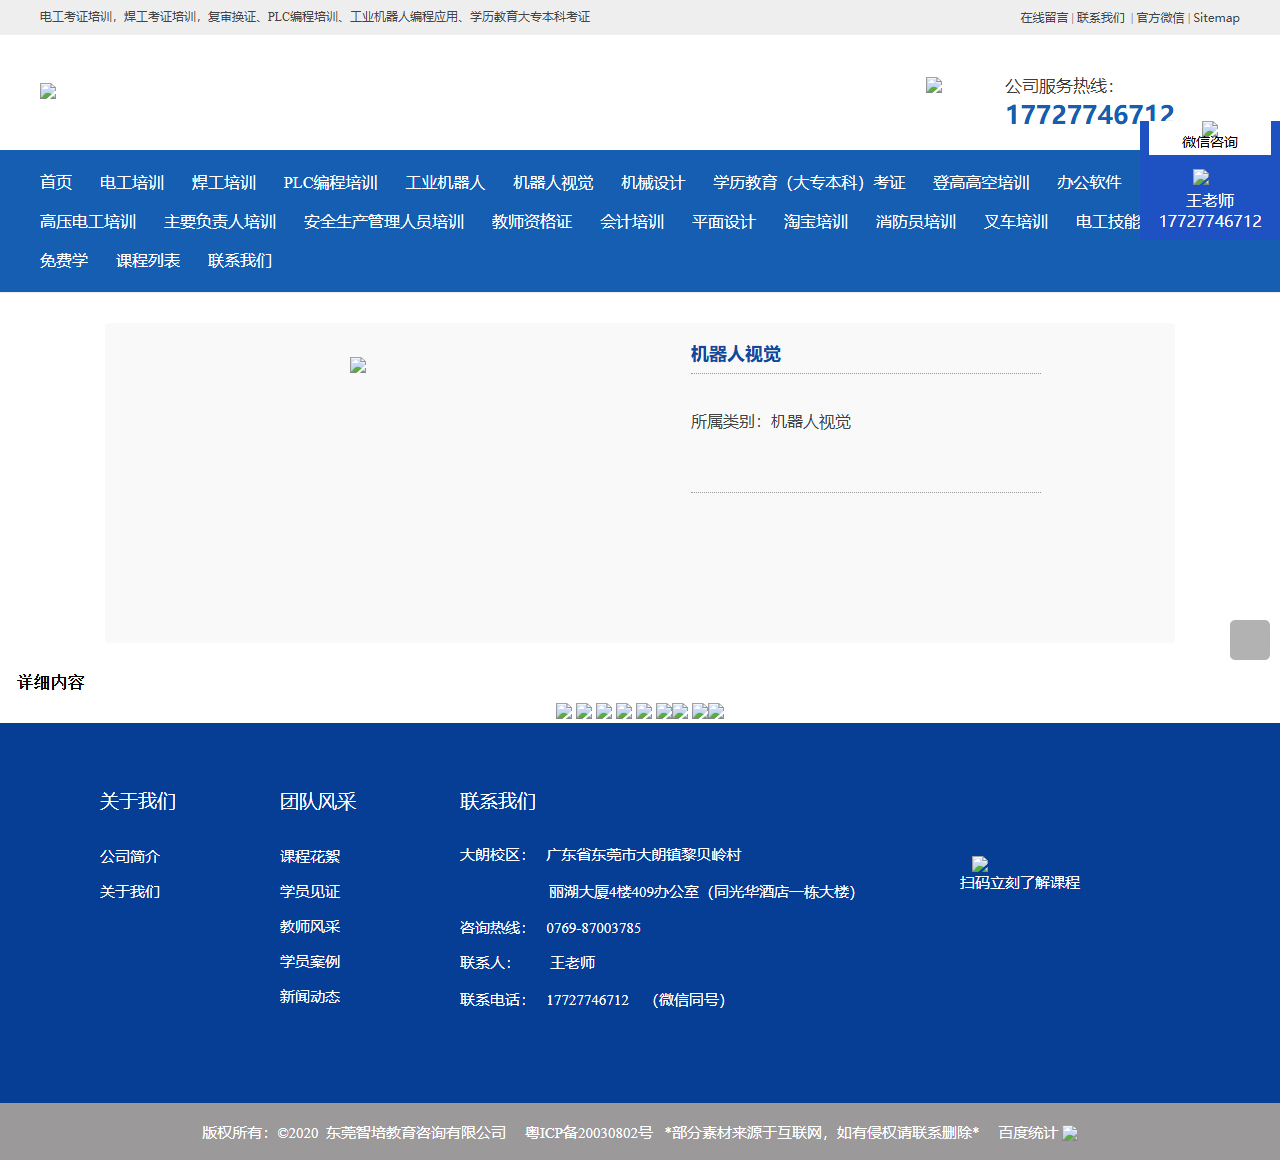 电工考证培训，焊工考证培训，复审换证、PLC编程培训、工业机器人编程应用、学历教育大专本科考证
在线留言 | 联系我们 | 官方微信 | Sitemap
公司服务热线：
17727746712
微信咨询
王老师
17727746712
首页 电工培训 焊工培训 PLC编程培训 工业机器人 机器人视觉 机械设计 学历教育（大专本科）考证 登高高空培训 办公软件
高压电工培训 主要负责人培训 安全生产管理人员培训 教师资格证 会计培训 平面设计 淘宝培训 消防员培训 叉车培训 电工技能
免费学 课程列表 联系我们
机器人视觉
所属类别：机器人视觉
详细内容
关于我们 团队风采 联系我们
公司简介 课程花絮 大朗校区： 广东省东莞市大朗镇黎贝岭村
关于我们 学员见证 丽湖大厦4楼409办公室（同光华酒店一栋大楼）
扫码立刻了解课程
教师风采 咨询热线： 0769-87003785
学员案例 联系人： 王老师
新闻动态 联系电话： 17727746712 （微信同号）
版权所有：©2020 东莞智培教育咨询有限公司 粤ICP备20030802号 *部分素材来源于互联网，如有侵权请联系删除* 百度统计